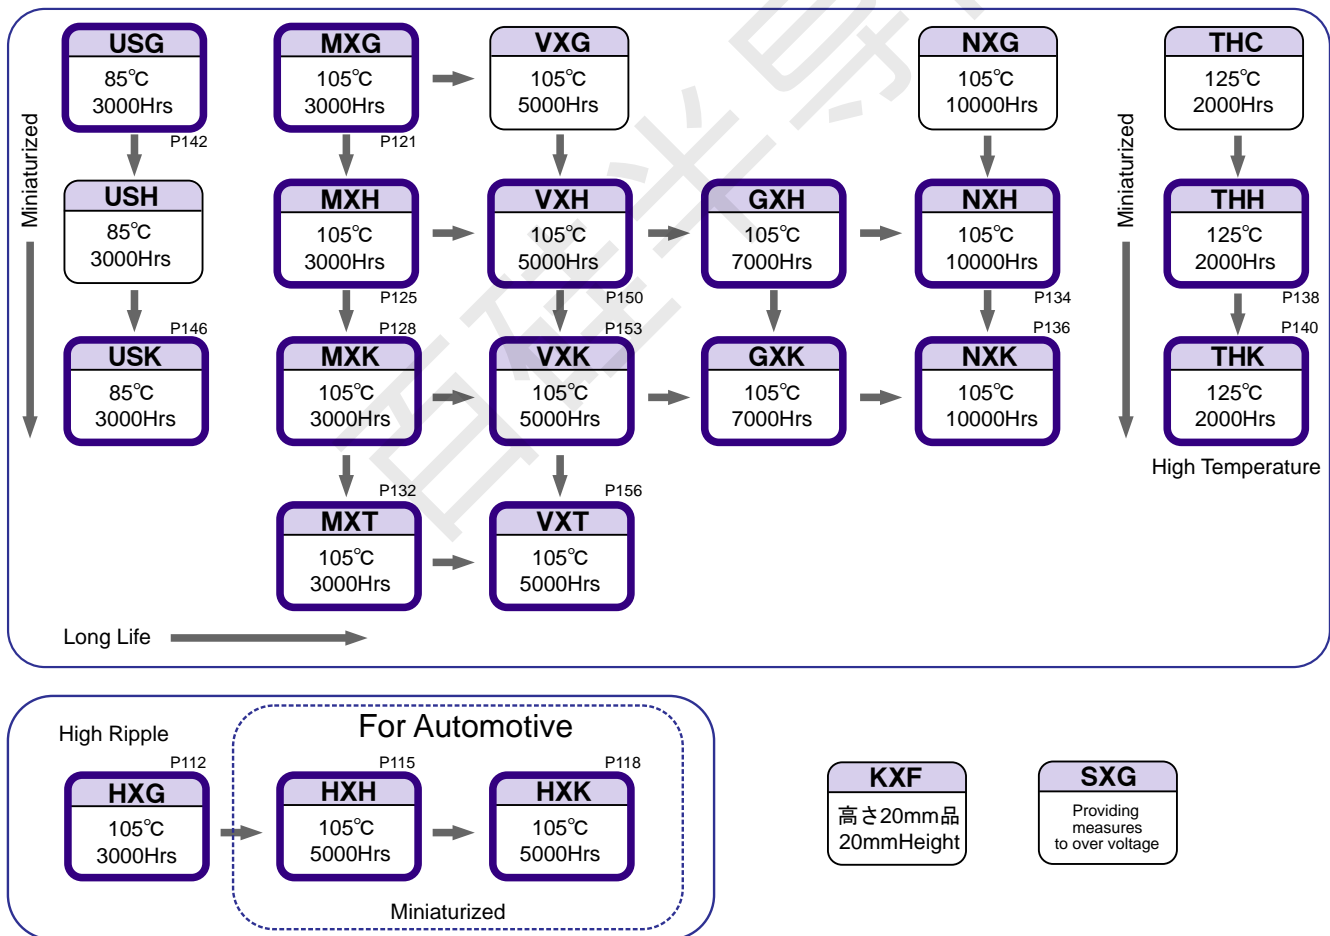 USG
85℃
3000Hrs
P142
MXG
105℃
3000Hrs
P121
VXG
105℃
5000Hrs
NXG
105℃
10000Hrs
THC
125℃
2000Hrs
Miniaturized
Miniaturized
USH
85℃
3000Hrs
MXH
105℃
3000Hrs
P125
VXH
105℃
5000Hrs
P150
GXH
105℃
7000Hrs
NXH
105℃
10000Hrs
P134
THH
125℃
2000Hrs
P138
P146
USK
85℃
3000Hrs
P128
MXK
105℃
3000Hrs
P153
VXK
105℃
5000Hrs
GXK
105℃
7000Hrs
P136
NXK
105℃
10000Hrs
P140
THK
125℃
2000Hrs
High Temperature
P132
MXT
105℃
3000Hrs
P156
VXT
105℃
5000Hrs
Long Life
High Ripple
For Automotive
P112
HXG
105℃
3000Hrs
P115
HXH
105℃
5000Hrs
P118
HXK
105℃
5000Hrs
Miniaturized
KXF
高さ20mm品
20mmHeight
SXG
Providing
measures
to over voltage
百硅半导